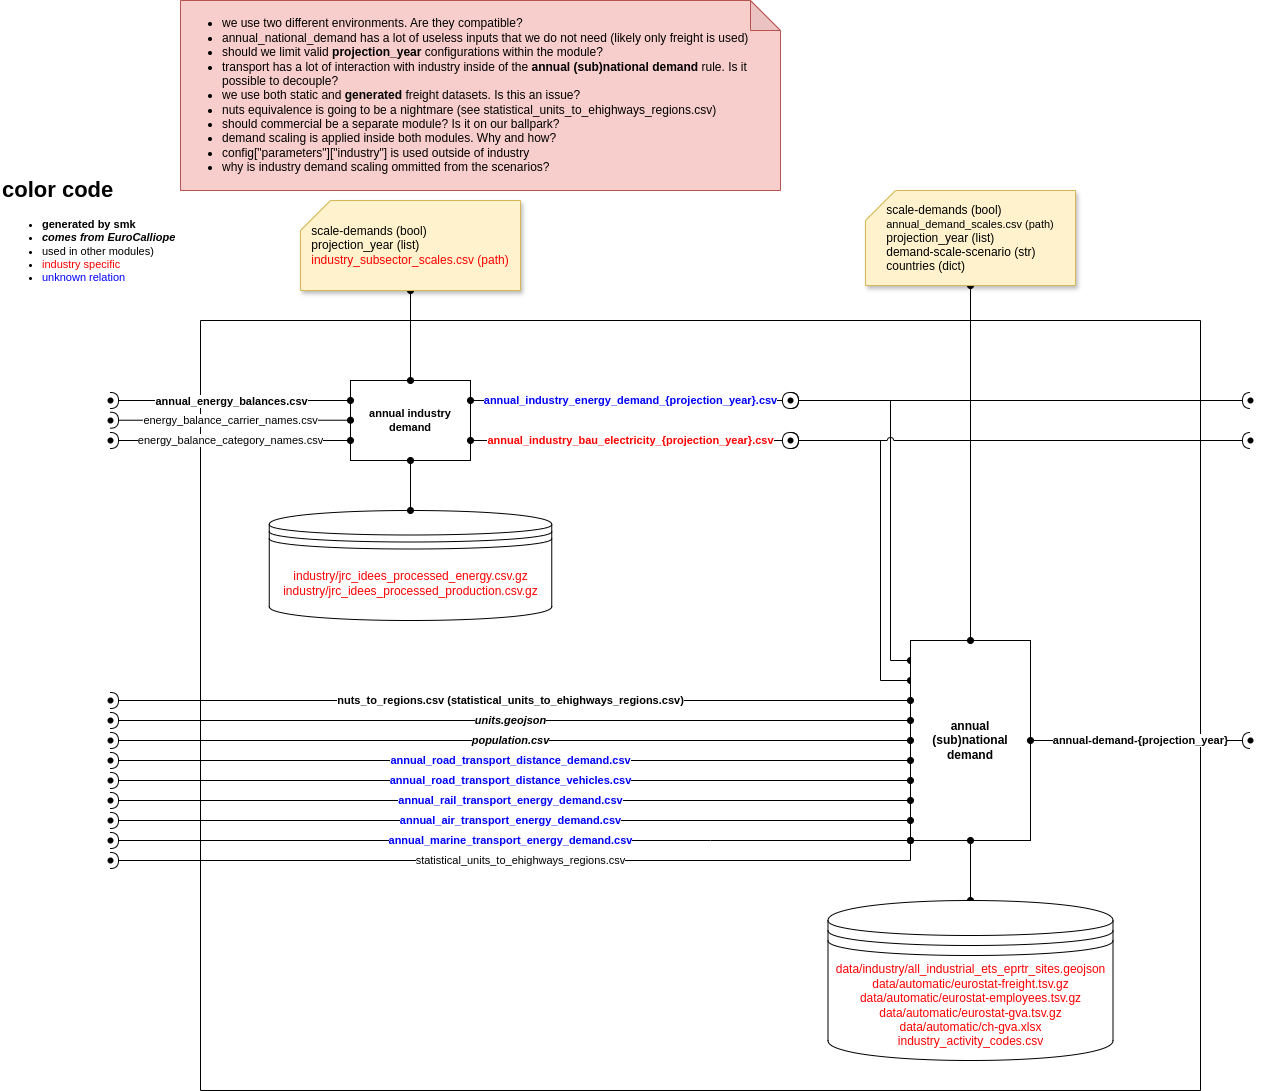 we use two different environments. Are they compatible?
annual_national_demand has a lot of useless inputs that we do not need (likely only freight is used)
should we limit valid projection_year configurations within the module?
transport has a lot of interaction with industry inside of the annual (sub)national demand rule. Is it
possible to decouple?
we use both static and generated freight datasets. Is this an issue?
nuts equivalence is going to be a nightmare (see statistical_units_to_ehighways_regions.csv)
should commercial be a separate module? Is it on our ballpark?
demand scaling is applied inside both modules. Why and how?
config["parameters"]["industry"] is used outside of industry
why is industry demand scaling ommitted from the scenarios?
color code
generated by smk
comes from EuroCalliope
used in other modules)
industry specific
unknown relation
scale-demands (bool)
projection_year (list)
industry_subsector_scales.csv (path)
scale-demands (bool)
annual_demand_scales.csv (path)
projection_year (list)
demand-scale-scenario (str)
countries (dict)
annual_energy_balances.csv
energy_balance_carrier_names.csv
energy_balance_category_names.csv
annual industry
demand
annual_industry_energy_demand_{projection_year}.csv
annual_industry_bau_electricity_{projection_year}.csv
industry/jrc_idees_processed_energy.csv.gz
industry/jrc_idees_processed_production.csv.gz
nuts_to_regions.csv (statistical_units_to_ehighways_regions.csv)
units.geojson
population.csv
annual_road_transport_distance_demand.csv
annual_road_transport_distance_vehicles.csv
annual_rail_transport_energy_demand.csv
annual_air_transport_energy_demand.csv
annual_marine_transport_energy_demand.csv
statistical_units_to_ehighways_regions.csv
annual
(sub)national
demand
annual-demand-{projection_year}
data/industry/all_industrial_ets_eprtr_sites.geojson
data/automatic/eurostat-freight.tsv.gz
data/automatic/eurostat-employees.tsv.gz
data/automatic/eurostat-gva.tsv.gz
data/automatic/ch-gva.xlsx
industry_activity_codes.csv